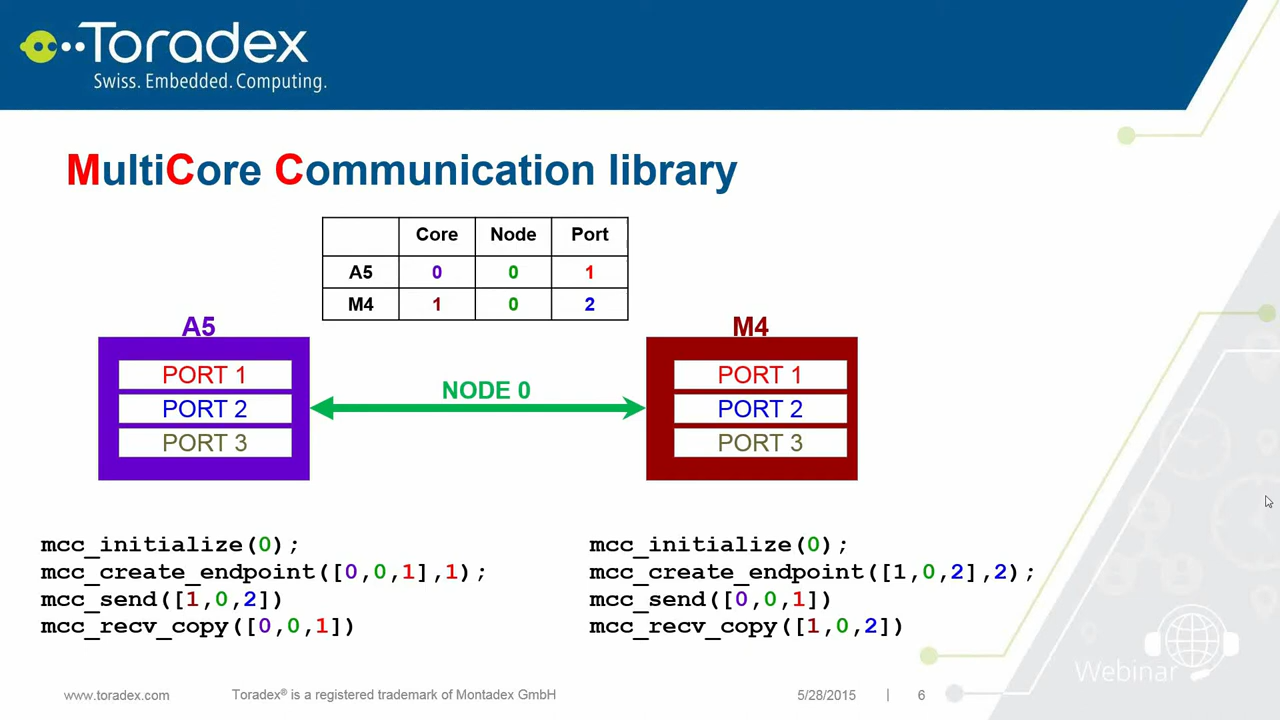 Toradex
Swiss. Embedded. Computing.
MultiCore Communication library
Core Node Port
A5 0 0 1
M4 1 0 2
A5
M4
PORT 1
PORT 2
PORT 3
NODE 0
PORT 1
PORT 2
PORT 3
mcc_initialize(0);
mcc_create_endpoint([0,0,1],1);
mcc_send([1,0,2])
mcc_recv_copy([0,0,1])
mcc_initialize(0);
mcc_create_endpoint([1,0,2],2);
mcc_send([0,0,1])
mcc_recv_copy([1,0,2])
Webinar
www.toradex.com Toradex® is a registered trademark of Montadex GmbH 5/28/2015 | 6